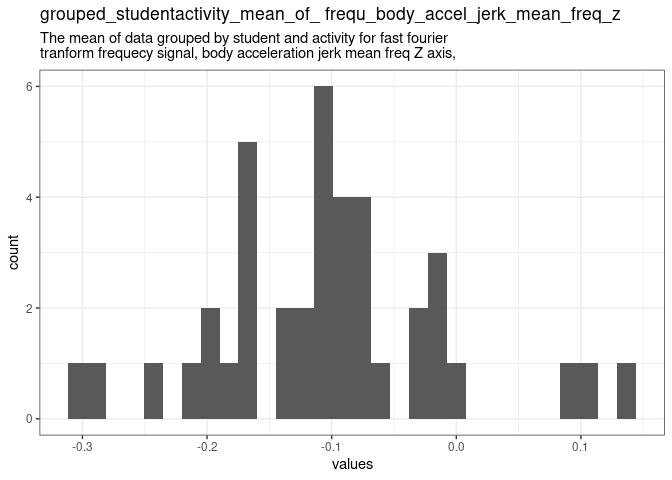 grouped_studentactivity_mean_of_ frequ_body_accel_jerk_mean_freq_z
The mean of data grouped by student and activity for fast fourier
tranform frequecy signal, body acceleration jerk mean freq Z axis,
6
4
2
0
count
-0.3 -0.2 -0.1 0.0 0.1
values